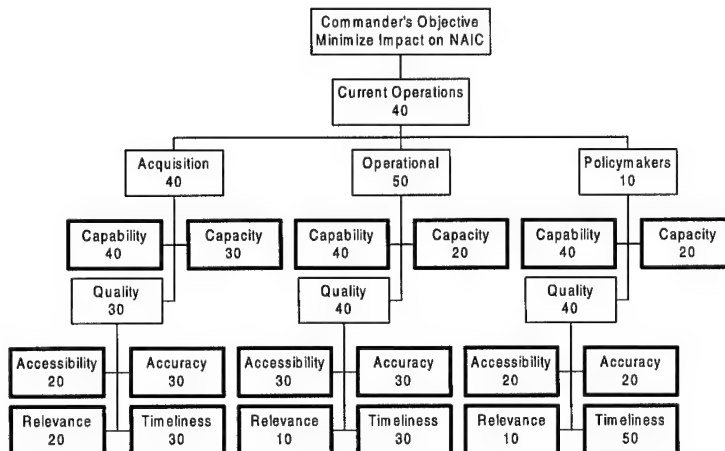 Commander's Objective
Minimize Impact on NAIC
Current Operations
40
Acquisition
40
Operational
50
Policymakers
10
Capability
40
Capacity
30
Capability
40
Capacity
20
Capability
40
Capacity
20
Quality
30
Quality
40
Quality
40
Accessibility
20
Accuracy
30
Accessibility
30
Accuracy
30
Accessibility
20
Accuracy
20
Relevance
20
Timeliness
30
Relevance
10
Timeliness
30
Relevance
10
Timeliness
50